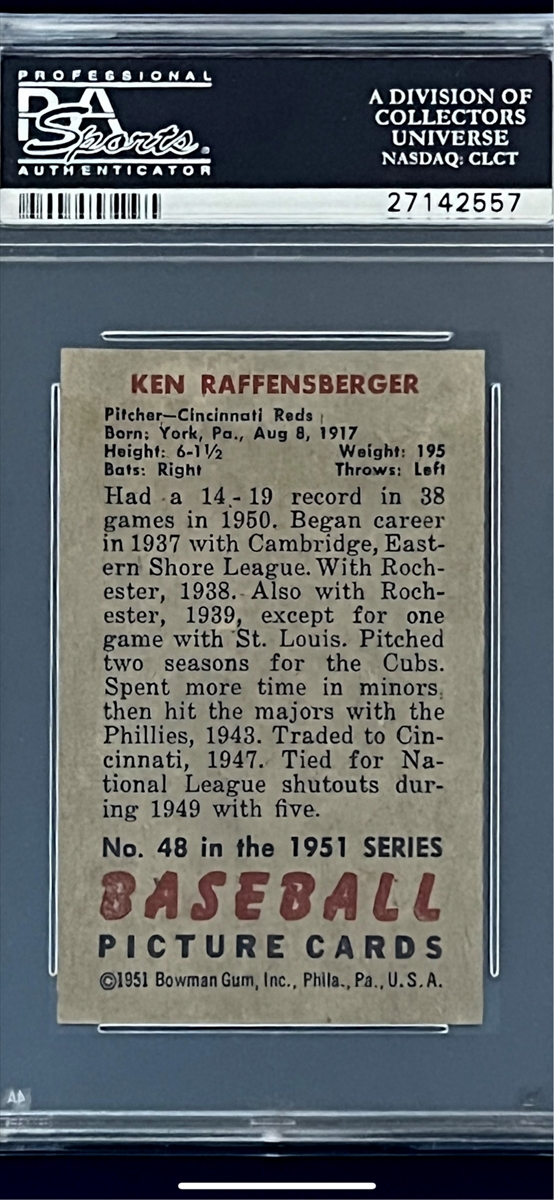 PROFESSIONAL
PSA
Sports
AUTHENTICATOR
A DIVISION OF
COLLECTORS
UNIVERSE
NASDAQ: CLCT
27142557
KEN RAFFENSBERGER
Pitcher—Cincinnati Reds
Born: York, Pa., Aug 8, 1917
Height: 6-1½ Weight: 195
Bats: Right Throws: Left
Had a 14-19 record in 38
games in 1950. Began career
in 1937 with Cambridge, East-
ern Shore League. With Roch-
ester, 1938. Also with Roch-
ester, 1939, except for one
game with St. Louis. Pitched
two seasons for the Cubs.
Spent more time in minors,
then hit the majors with the
Phillies, 1943. Traded to Cin-
cinnati, 1947. Tied for Na-
tional League shutouts dur-
ing 1949 with five.
No. 48 in the 1951 SERIES
BASEBALL
PICTURE CARDS
©1951 Bowman Gum, Inc., Phila., Pa., U.S.A.